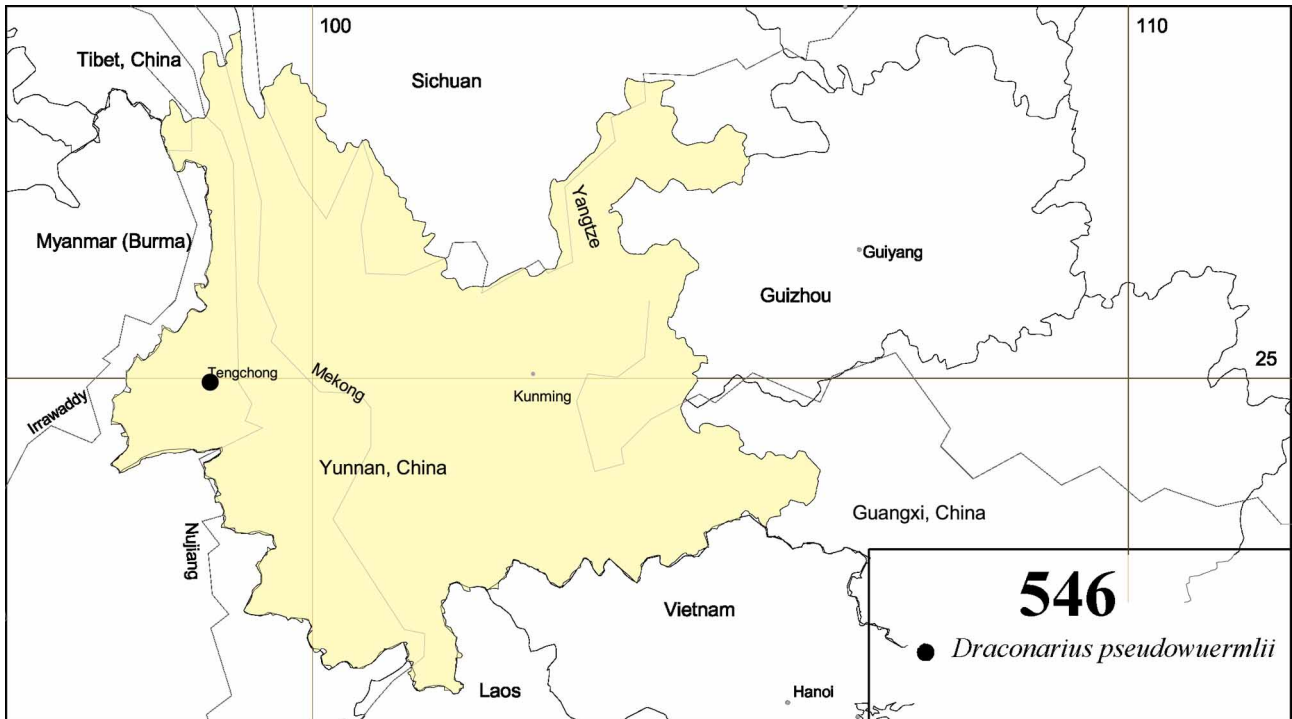 100
110
Tibet, China
Sichuan
Yangtze
Myanmar (Burma)
Guiyang
Guizhou
25
Tengchong
Mekong
Kunming
Irrawaddy
Yunnan, China
Guangxi, China
Nujiang
546
Vietnam
Draconarius pseudowuermlii
Laos
Hanoi